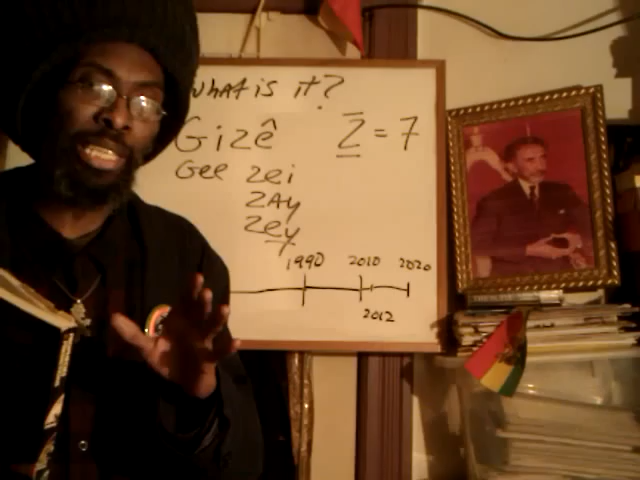 What is it?
Gizê Z = 7
Gee zei
ZAy
zey
1990 2010 2020
2012